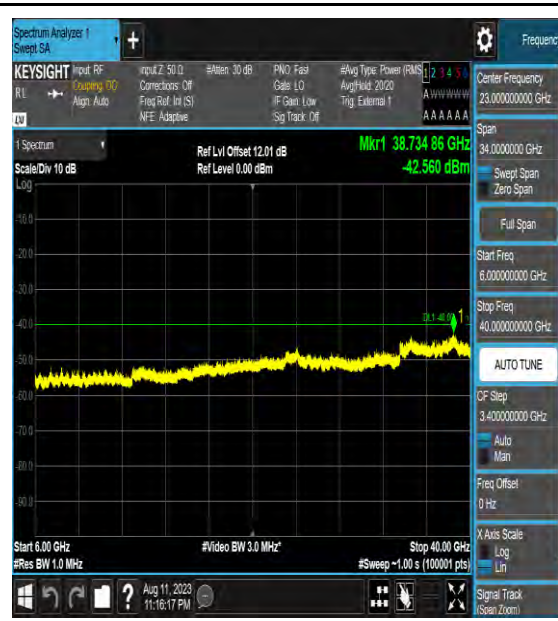 Spectrum Analyzer 1
Swept SA
+
Frequenc
KEYSIGHT
RL
LV
Input: RF
Coupling: DC
Align: Auto
Input Z: 50 Ω
Corrections: Off
Freq Ref: Int (S)
NFE: Adaptive
#Atten: 30 dB
PNO: Fast
Gate: LO
IF Gain: Low
Sig Track: Off
#Avg Type: Power (RMS
Avg|Hold: 20/20
Trig: External 1
1 2 3 4 5 6
A W W W W W
A A A A A A
1 Spectrum
Scale/Div 10 dB
Log
Ref Lvl Offset 12.01 dB
Ref Level 0.00 dBm
Mkr1 38.734 86 GHz
-42.560 dBm
-10.0
-20.0
-30.0
-40.0
-50.0
-60.0
-70.0
-80.0
-90.0
1
Start 6.00 GHz
#Res BW 1.0 MHz
#Video BW 3.0 MHz*
Stop 40.00 GHz
#Sweep ~1.00 s (100001 pts)
Aug 11, 2023
11:16:17 PM
?
Center Frequency
23.000000000 GHz
Span
34.0000000 GHz
Swept Span
Zero Span
Full Span
Start Freq
6.000000000 GHz
Stop Freq
40.000000000 GHz
AUTO TUNE
CF Step
3.400000000 GHz
Auto
Man
Freq Offset
0 Hz
X Axis Scale
Log
Lin
Signal Track
(Span Zoom)